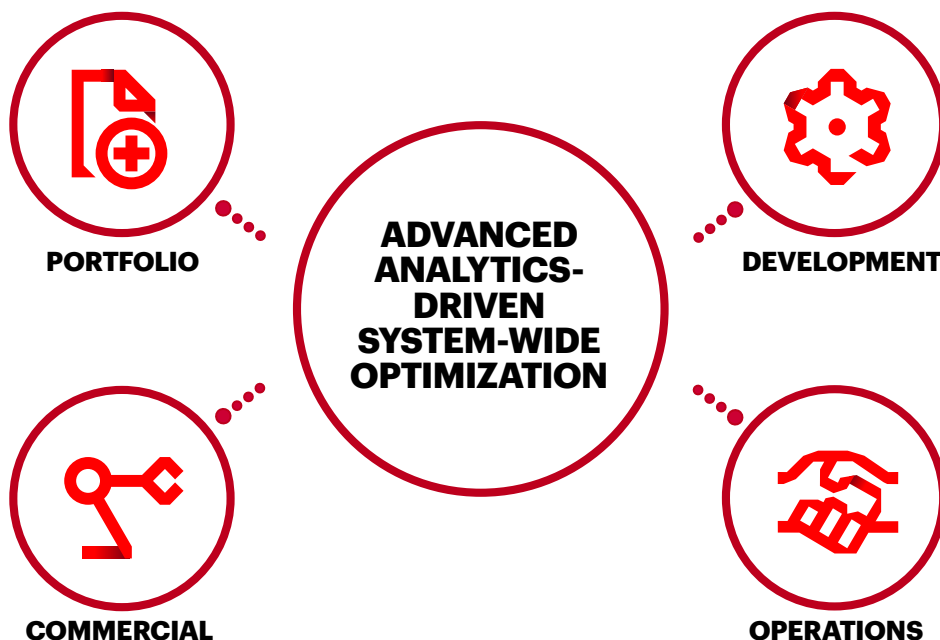 PORTFOLIO
DEVELOPMENT
ADVANCED
ANALYTICS-
DRIVEN
SYSTEM-WIDE
OPTIMIZATION
COMMERCIAL
OPERATIONS